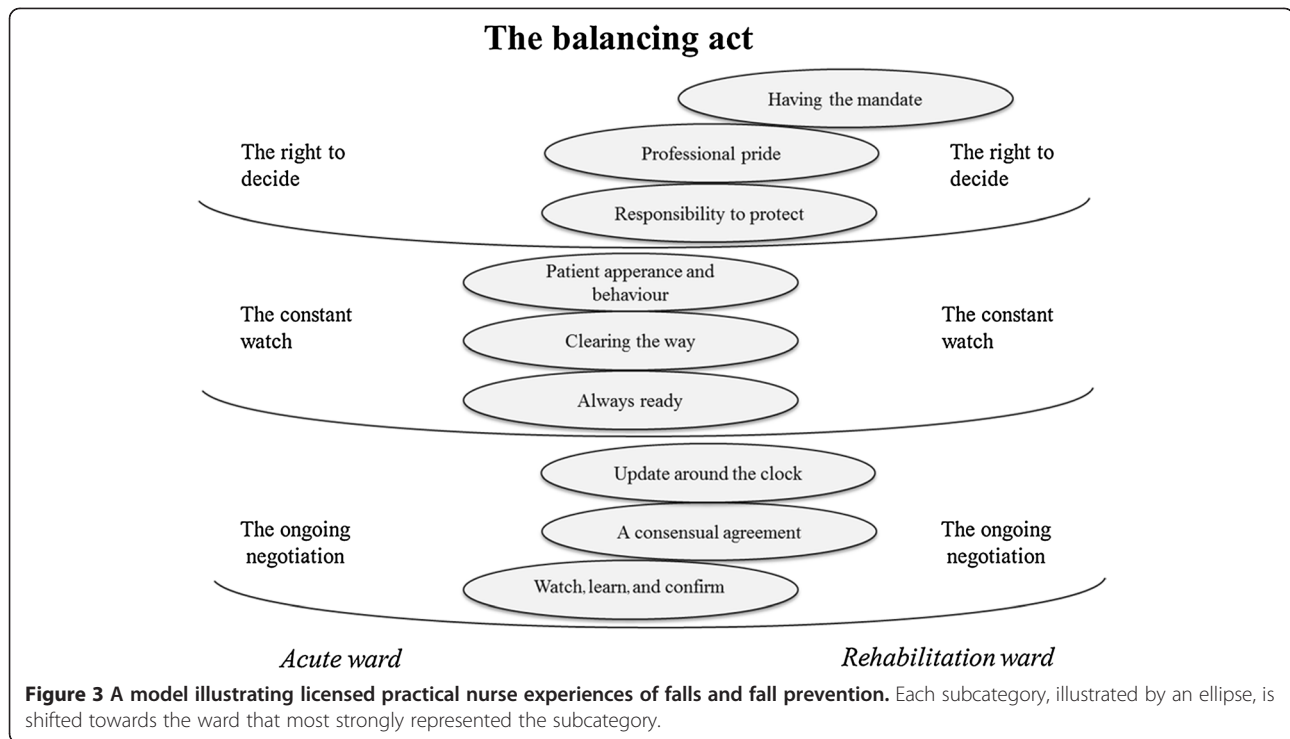 The balancing act
Having the mandate
Professional pride
The right to
decide
The right to
decide
Responsibility to protect
Patient apperance and
behaviour
The constant
watch
The constant
watch
Clearing the way
Always ready
Update around the clock
The ongoing
negotiation
A consensual agreement
The ongoing
negotiation
Watch, learn, and confirm
Acute ward
Rehabilitation ward
Figure 3 A model illustrating licensed practical nurse experiences of falls and fall prevention. Each subcategory, illustrated by an ellipse, is
shifted towards the ward that most strongly represented the subcategory.